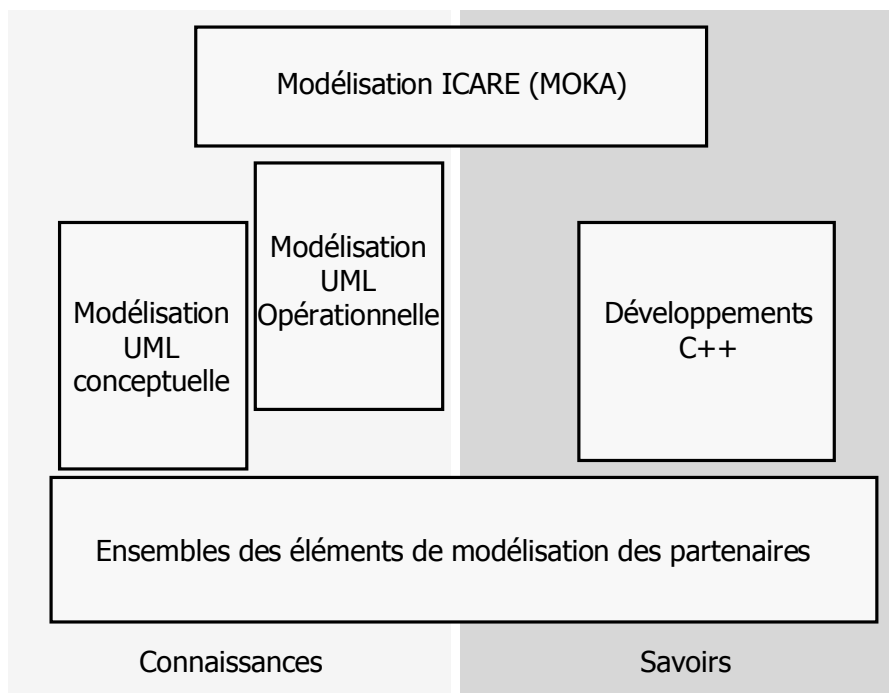 Modélisation ICARE (MOKA)
Modélisation
UML
Opérationnelle
Modélisation
UML
conceptuelle
Développements
C++
Ensembles des éléments de modélisation des partenaires
Connaissances
Savoirs